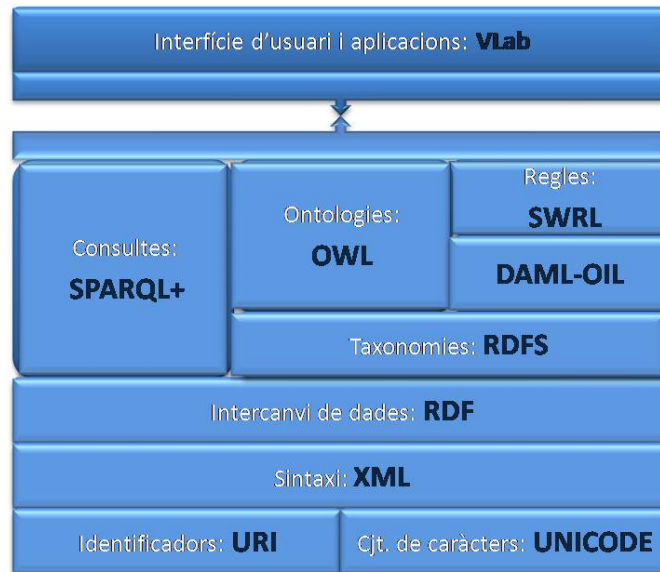 Interfície d'usuari i aplicacions: VLab
Regles:
SWRL
Ontologies:
OWL
Consultes:
SPARQL+
DAML-OIL
Taxonomies: RDFS
Intercanvi de dades: RDF
Sintaxi: XML
Identificadors: URI
Cjt. de caràcters: UNICODE